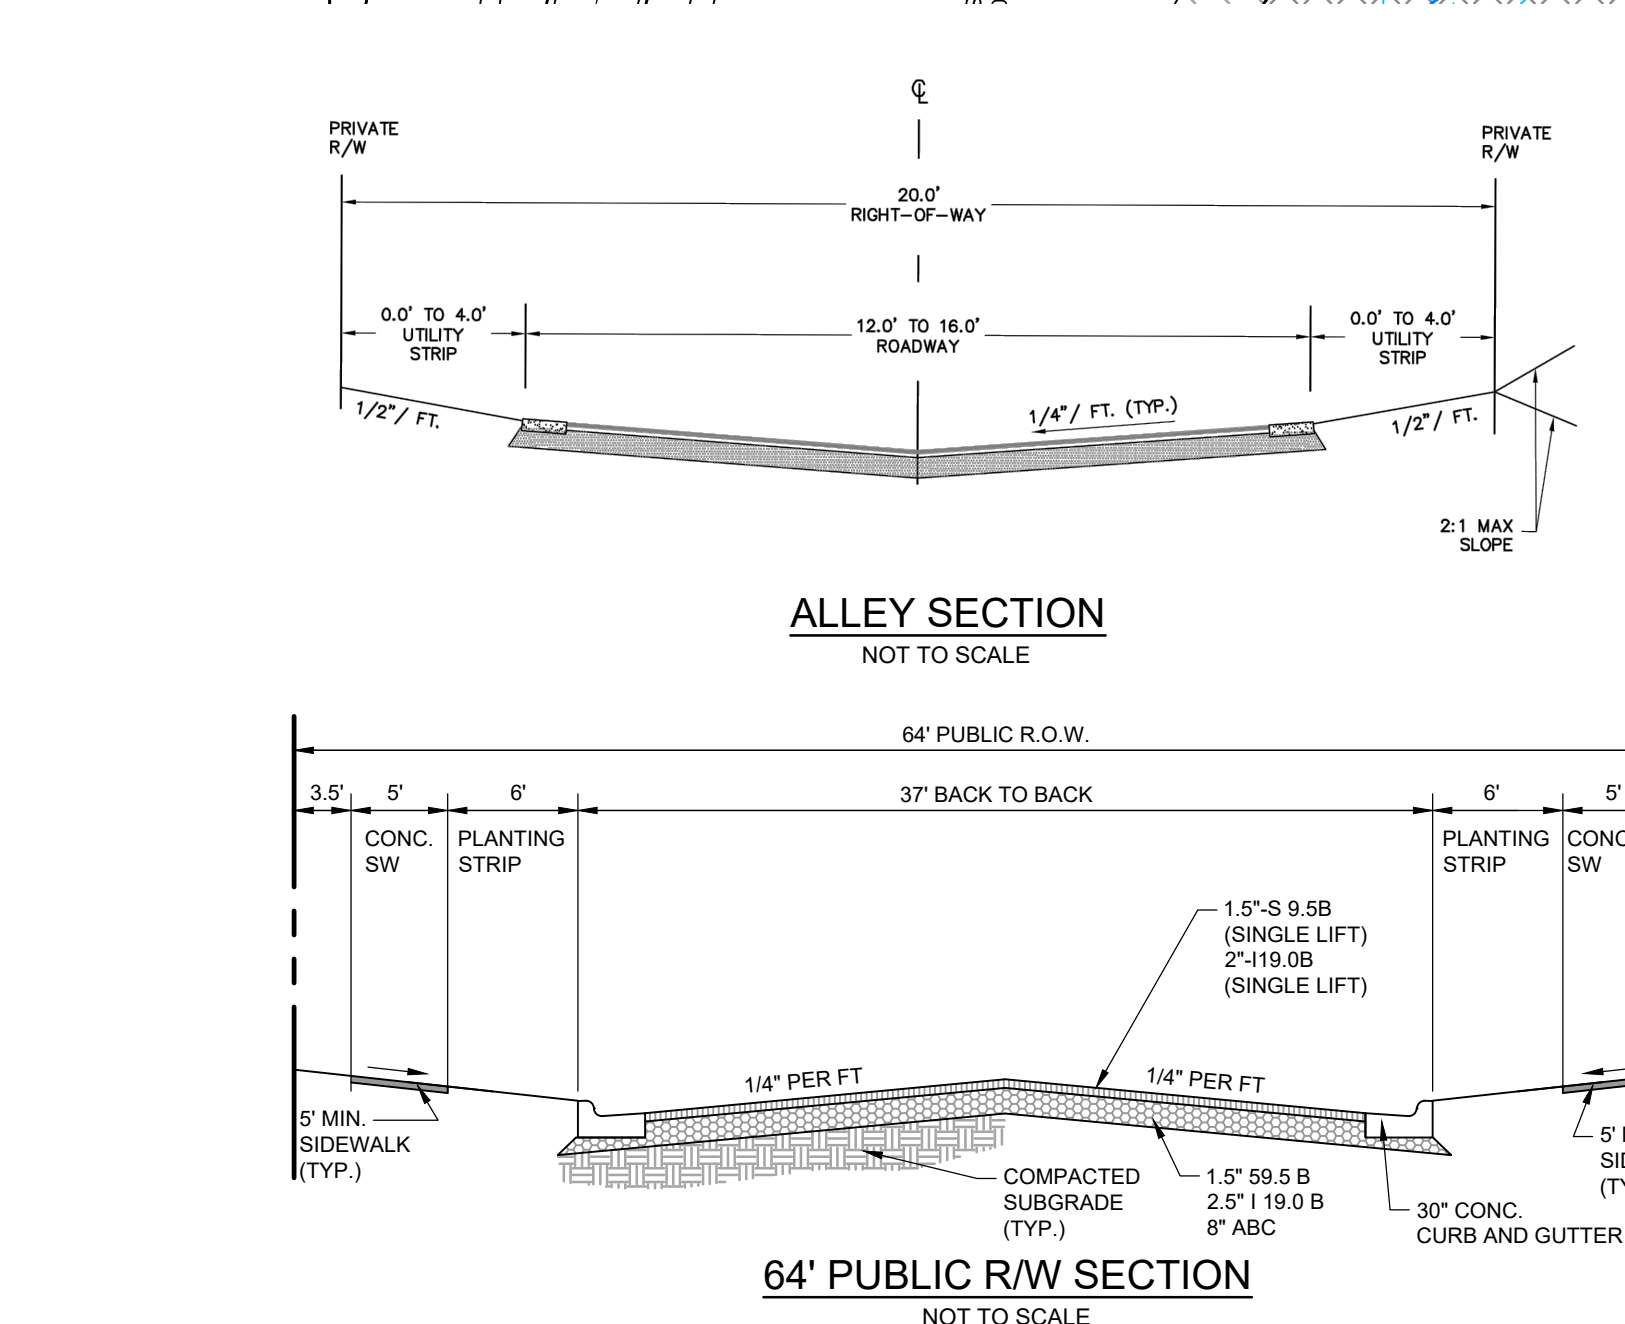 ℄
PRIVATE
R/W
PRIVATE
R/W
20.0'
RIGHT-OF-WAY
0.0' TO 4.0'
UTILITY
STRIP
12.0' TO 16.0'
ROADWAY
0.0' TO 4.0'
UTILITY
STRIP
1/2"/ FT.
1/4"/ FT. (TYP.)
1/2"/ FT.
2:1 MAX
SLOPE
ALLEY SECTION
NOT TO SCALE
64' PUBLIC R.O.W.
3.5'
5'
6'
37' BACK TO BACK
6'
5'
CONC.
SW
PLANTING
STRIP
PLANTING
STRIP
CONC
SW
1.5"-S 9.5B
(SINGLE LIFT)
2"-I19.0B
(SINGLE LIFT)
1/4" PER FT
1/4" PER FT
5' MIN.
SIDEWALK
(TYP.)
COMPACTED
SUBGRADE
(TYP.)
1.5" 59.5 B
2.5" I 19.0 B
8" ABC
30" CONC.
CURB AND GUTTER
5'
64' PUBLIC R/W SECTION
NOT TO SCALE